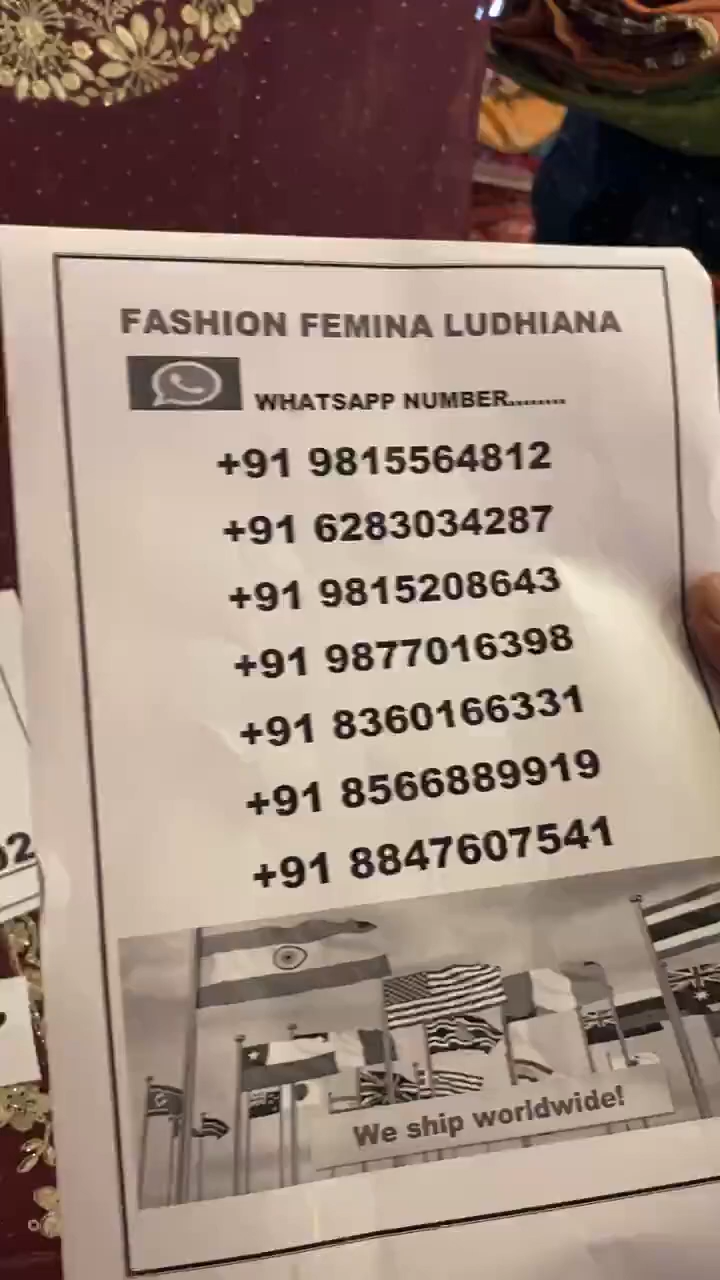 FASHION FEMINA LUDHIANA
WHATSAPP NUMBER........
+91 9815564812
+91 6283034287
+91 9815208643
+91 9877016398
+91 8360166331
+91 8566889919
+91 8847607541
We ship worldwide!